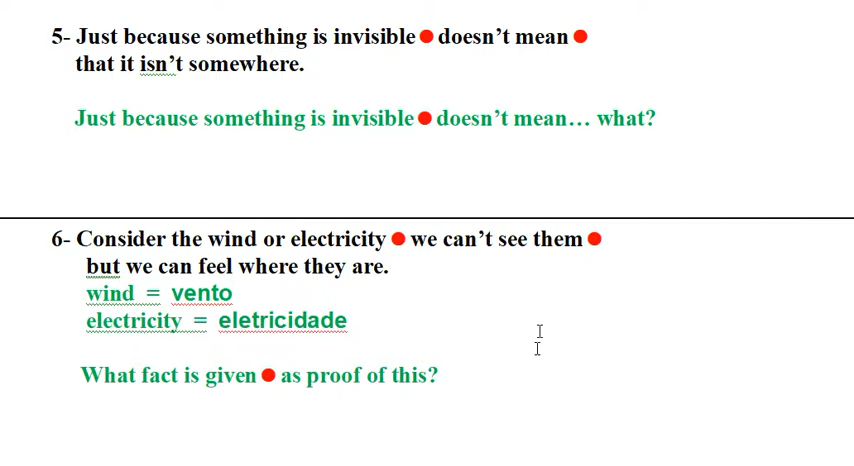 5- Just because something is invisible ● doesn't mean ●
that it isn't somewhere.
Just because something is invisible ● doesn't mean… what?
6- Consider the wind or electricity ● we can't see them ●
but we can feel where they are.
wind = vento
electricity = eletricidade
What fact is given ● as proof of this?